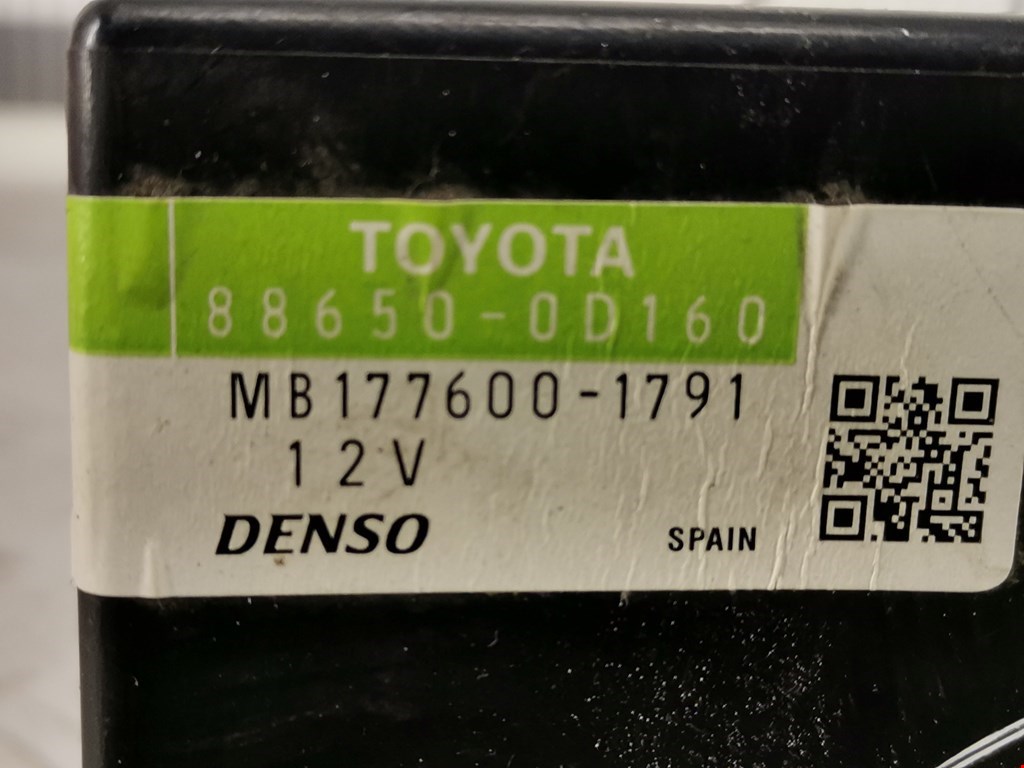 TOYOTA
88650-0D160
MB177600-1791
12V
DENSO
SPAIN